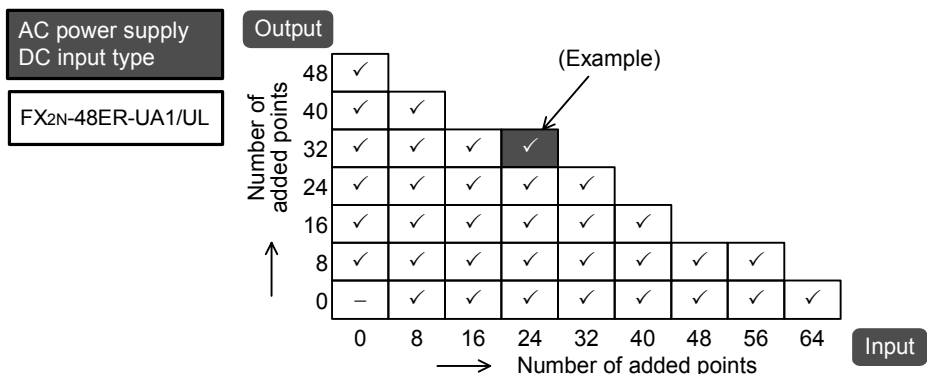 AC power supply
DC input type
FX2N-48ER-UA1/UL
Output
Number of
added points
(Example)
48 ✓
40 ✓ ✓
32 ✓ ✓ ✓ ✓
24 ✓ ✓ ✓ ✓ ✓
16 ✓ ✓ ✓ ✓ ✓ ✓
8 ✓ ✓ ✓ ✓ ✓ ✓ ✓ ✓
0 – ✓ ✓ ✓ ✓ ✓ ✓ ✓ ✓
0 8 16 24 32 40 48 56 64
Number of added points
Input